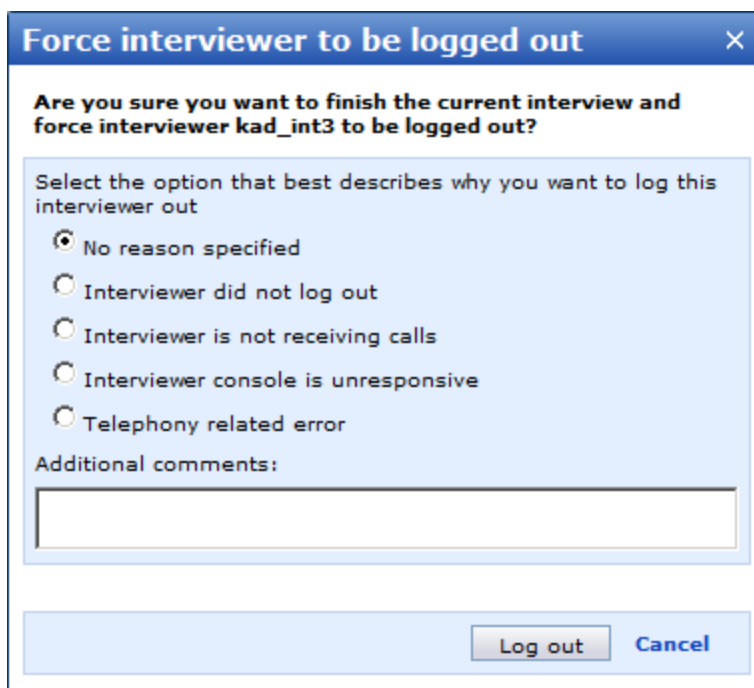 Force interviewer to be logged out
Are you sure you want to finish the current interview and
force interviewer kad_int3 to be logged out?
Select the option that best describes why you want to log this
interviewer out
No reason specified
Interviewer did not log out
Interviewer is not receiving calls
Interviewer console is unresponsive
Telephony related error
Additional comments:
Log out Cancel